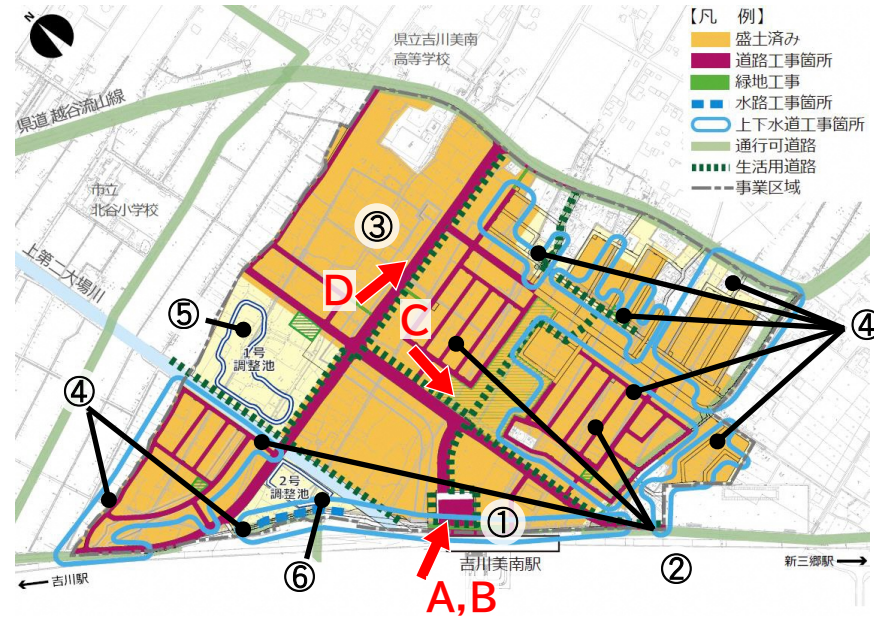 N
【凡 例】
盛土済み
道路工事箇所
緑地工事
水路工事箇所
上下水道工事箇所
通行可道路
生活用道路
事業区域
県立吉川美南
高等学校
県道 越谷流山線
市立
北谷小学校
上第二大場川
③
D
C
⑤
1号
調整池
④
④
2号
調整池
①
⑥
②
吉川美南駅
← 吉川駅
新三郷駅 →
A,B